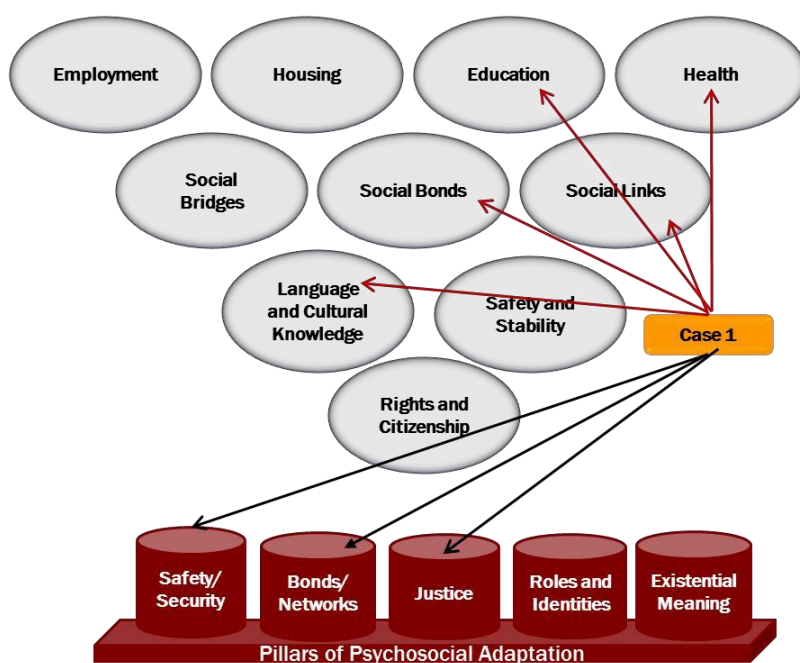 Employment
Housing
Education
Health
Social
Bridges
Social Bonds
Social Links
Language
and Cultural
Knowledge
Safety and
Stability
Case 1
Rights and
Citizenship
Safety/
Security
Bonds/
Networks
Justice
Roles and
Identities
Existential
Meaning
Pillars of Psychosocial Adaptation